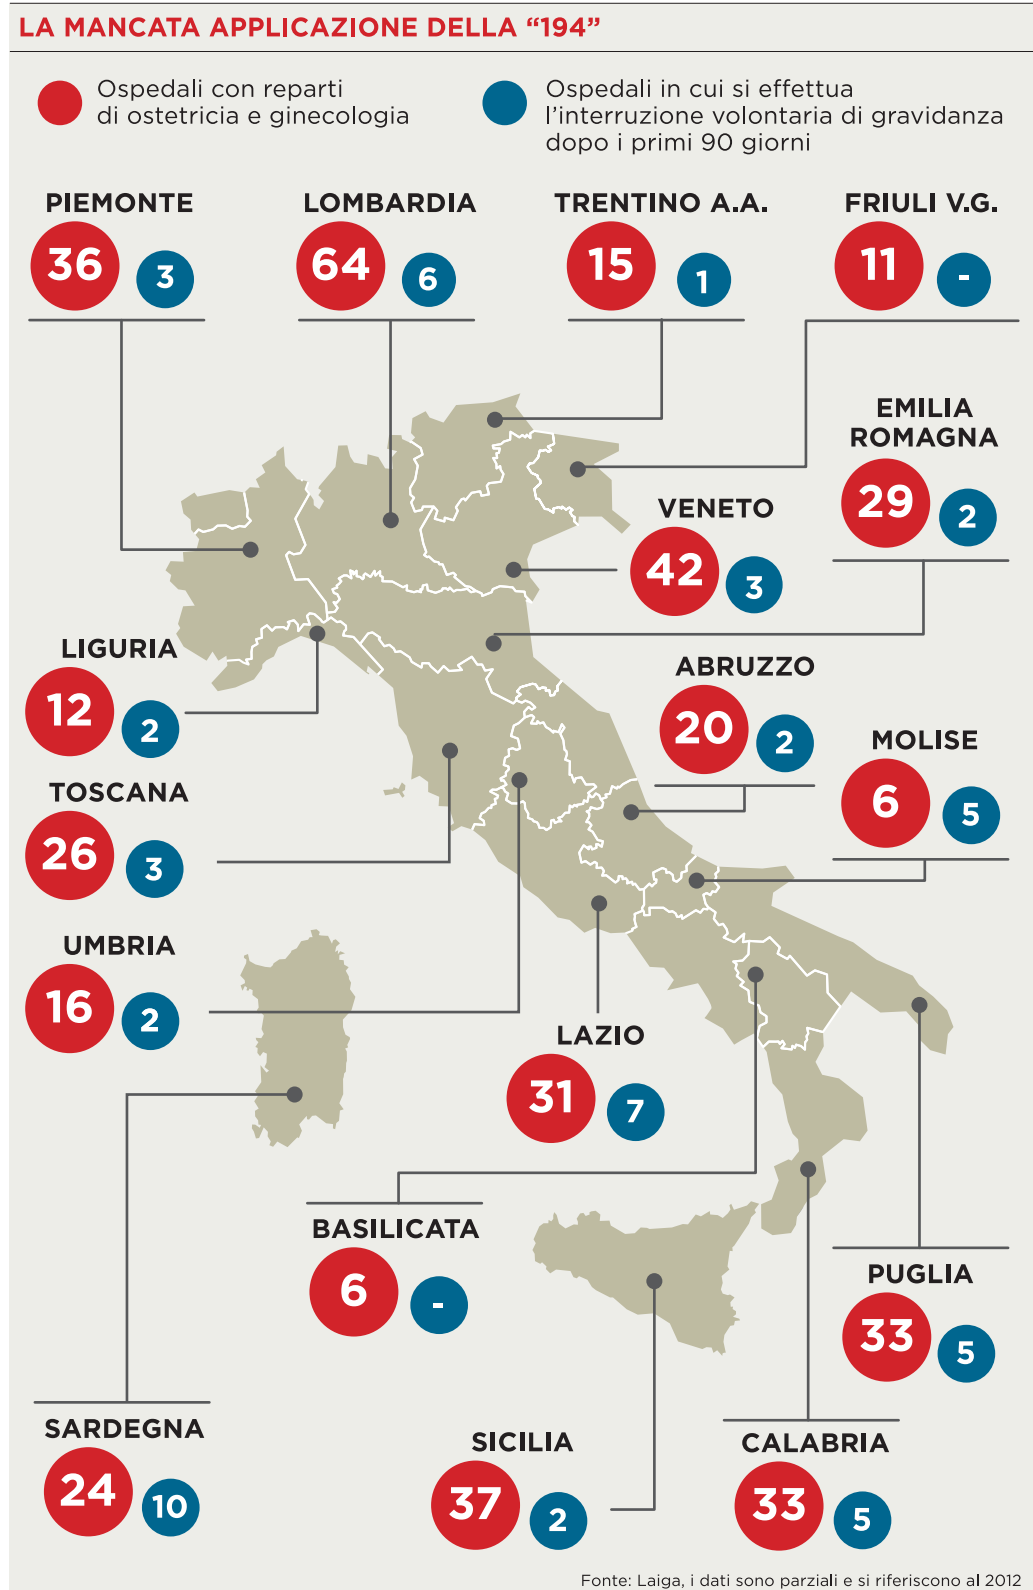 LA MANCATA APPLICAZIONE DELLA “194”
Ospedali con reparti
di ostetricia e ginecologia
Ospedali in cui si effettua
l’interruzione volontaria di gravidanza
dopo i primi 90 giorni
PIEMONTE
36 3
LOMBARDIA
64 6
TRENTINO A.A.
15 1
FRIULI V.G.
11 -
EMILIA
ROMAGNA
29 2
VENETO
42 3
LIGURIA
12 2
ABRUZZO
20 2
MOLISE
6 5
TOSCANA
26 3
UMBRIA
16 2
LAZIO
31 7
BASILICATA
6 -
PUGLIA
33 5
SARDEGNA
24 10
SICILIA
37 2
CALABRIA
33 5
Fonte: Laiga, i dati sono parziali e si riferiscono al 2012